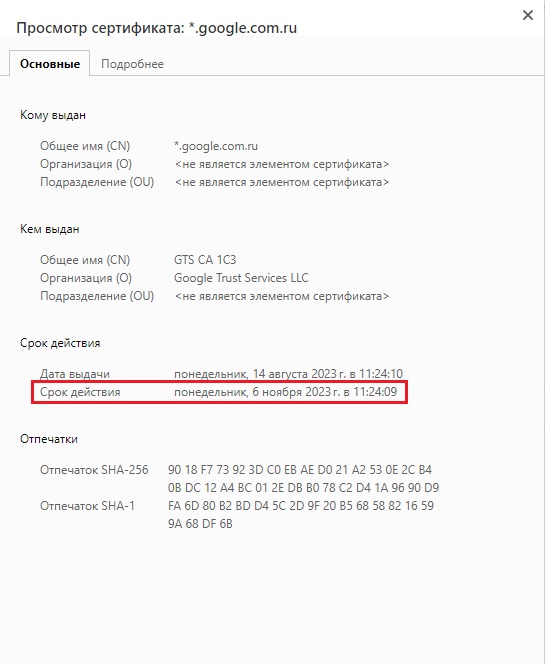 Просмотр сертификата: *.google.com.ru
Основные Подробнее
Кому выдан
Общее имя (CN) *.google.com.ru
Организация (O) <не является элементом сертификата>
Подразделение (OU) <не является элементом сертификата>
Кем выдан
Общее имя (CN) GTS CA 1C3
Организация (O) Google Trust Services LLC
Подразделение (OU) <не является элементом сертификата>
Срок действия
Дата выдачи понедельник, 14 августа 2023 г. в 11:24:10
Срок действия понедельник, 6 ноября 2023 г. в 11:24:09
Отпечатки
Отпечаток SHA-256 90 18 F7 73 92 3D C0 EB AE D0 21 A2 53 0E 2C B4
0B DC 12 A4 BC 01 2E DB B0 78 C2 D4 1A 96 90 D9
Отпечаток SHA-1 FA 6D 80 B2 BD D4 5C 2D 9F 20 B5 68 58 82 16 59
9A 68 DF 6B